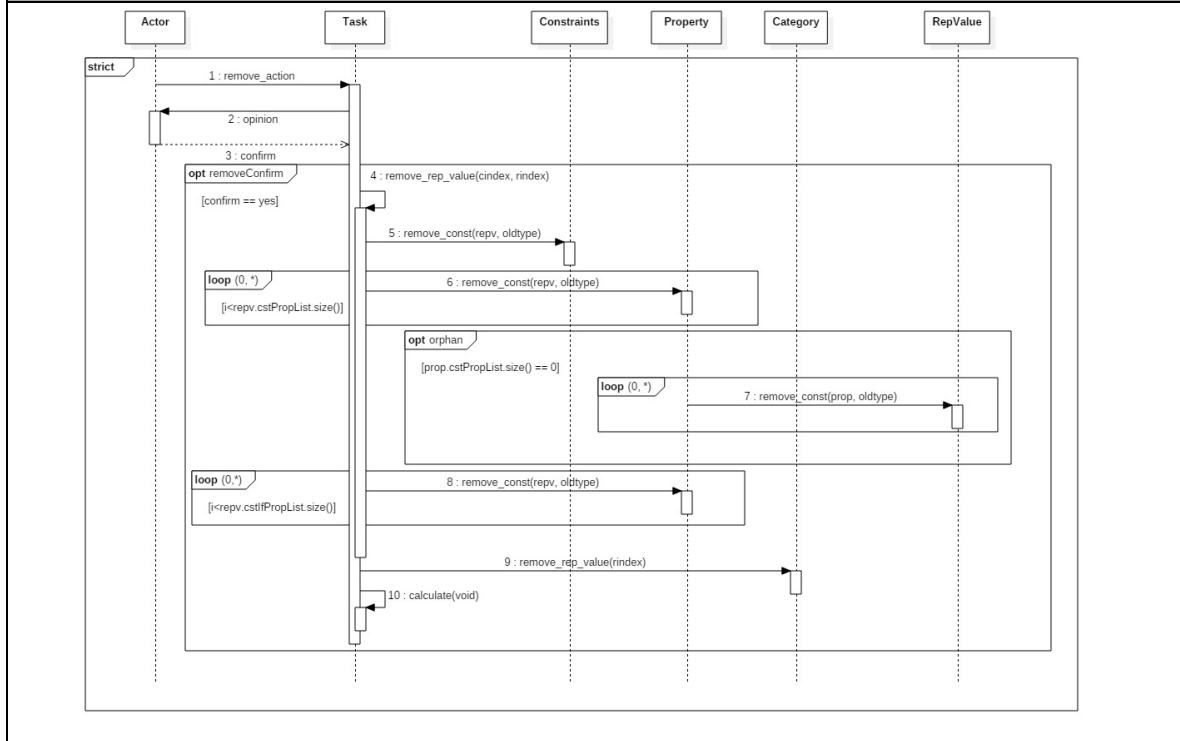 Actor Task Constraints Property Category RepValue
strict
1 : remove_action
2 : opinion
3 : confirm
opt removeConfirm
4 : remove_rep_value(cindex, rindex)
[confirm == yes]
5 : remove_const(repv, oldtype)
loop (0, *)
6 : remove_const(repv, oldtype)
[i<repv.cstPropList.size()]
opt orphan
[prop.cstPropList.size() == 0]
loop (0, *)
7 : remove_const(prop, oldtype)
loop (0,*)
8 : remove_const(repv, oldtype)
[i<repv.cstIfPropList.size()]
9 : remove_rep_value(rindex)
10 : calculate(void)